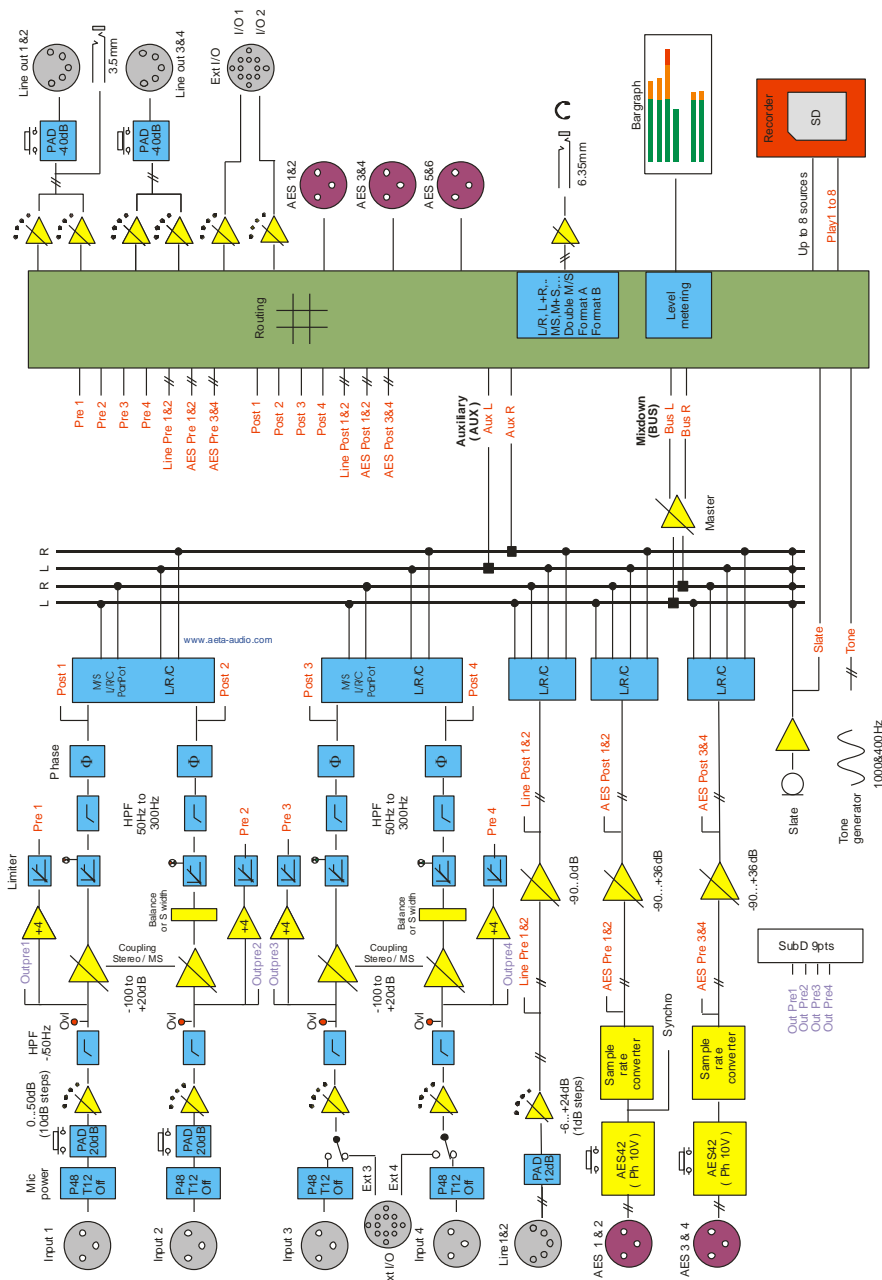 Input 1
Mic
power
P48
T12
Off
PAD
20dB
0...50dB
(10dB steps)
HPF
-/50Hz
Ovl
Outpre1
+4
Limiter
Pre 1
Phase
Φ
Post 1
M/S
L/R/C
PanPot
L/R/C
www.aeta-audio.com
Input 2
P48
T12
Off
PAD
20dB
Ovl
-100 to
+20dB
Coupling
Stereo / MS
Balance
or S width
Outpre2
+4
Pre 2
HPF
50Hz to
300Hz
Φ
Post 2
Input 3
P48
T12
Off
Ext 3
Ext I/O
Ext 4
Ovl
Outpre3
+4
Pre 3
Φ
Post 3
M/S
L/R/C
PanPot
L/R/C
Input 4
P48
T12
Off
Ovl
-100 to
+20dB
Coupling
Stereo / MS
Balance
or S width
Outpre4
+4
Pre 4
HPF
50Hz to
300Hz
Φ
Post 4
Line1&2
PAD
12dB
-6...+24dB
(1dB steps)
Line Pre 1&2
-90...0dB
Line Post 1&2
L/R/C
AES 1 & 2
AES42
( Ph 10V )
Sample
rate
converter
Synchro
AES Pre 1&2
-90...+36dB
AES Post 1&2
L/R/C
AES 3 & 4
AES42
( Ph 10V )
Sample
rate
converter
AES Pre 3&4
-90...+36dB
AES Post 3&4
L/R/C
Out Pre1
Out Pre2
Out Pre3
Out Pre4
SubD 9pts
Slate
Slate
Tone
generator
1000&400Hz
Tone
L
R
L
R
Master
Pre 1
Pre 2
Pre 3
Pre 4
Line Pre 1&2
AES Pre 1&2
AES Pre 3&4
Post 1
Post 2
Post 3
Post 4
Line Post 1&2
AES Post 1&2
AES Post 3&4
Auxiliary
(AUX)
Aux L
Aux R
Mixdown
(BUS)
Bus L
Bus R
Routing
L/R, L+R,..
MS, M+S,...
Double M/S
Format A
Format B
Level
metering
PAD
-40dB
Line out 1&2
3.5mm
PAD
-40dB
Line out 3&4
Ext I/O
I/O 1
I/O 2
AES 1&2
AES 3&4
AES 5&6
6.35mm
Bargraph
Up to 8 sources
Play1 to 8
Recorder
SD